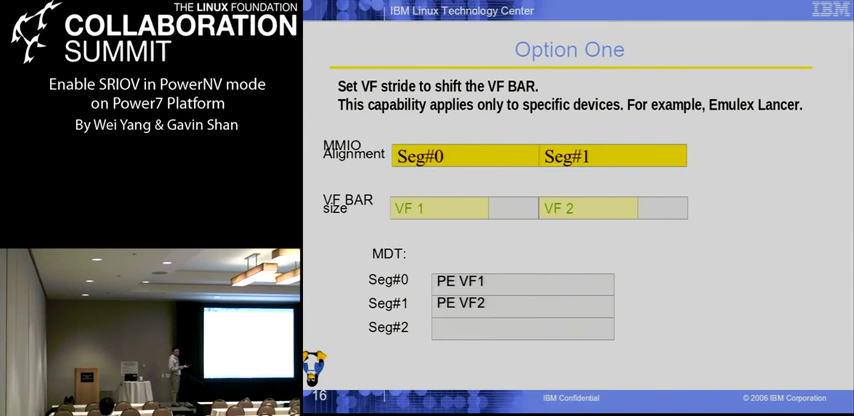 THE LINUX FOUNDATION
COLLABORATION
SUMMIT
Enable SRIOV in PowerNV mode
on Power7 Platform
By Wei Yang & Gavin Shan
IBM Linux Technology Center
IBM
Option One
Set VF stride to shift the VF BAR.
This capability applies only to specific devices. For example, Emulex Lancer.
MMIO
Alignment
Seg#0
Seg#1
VF BAR
size
VF 1
VF 2
MDT:
Seg#0
PE VF1
Seg#1
PE VF2
Seg#2
16
IBM Confidential
© 2006 IBM Corporation